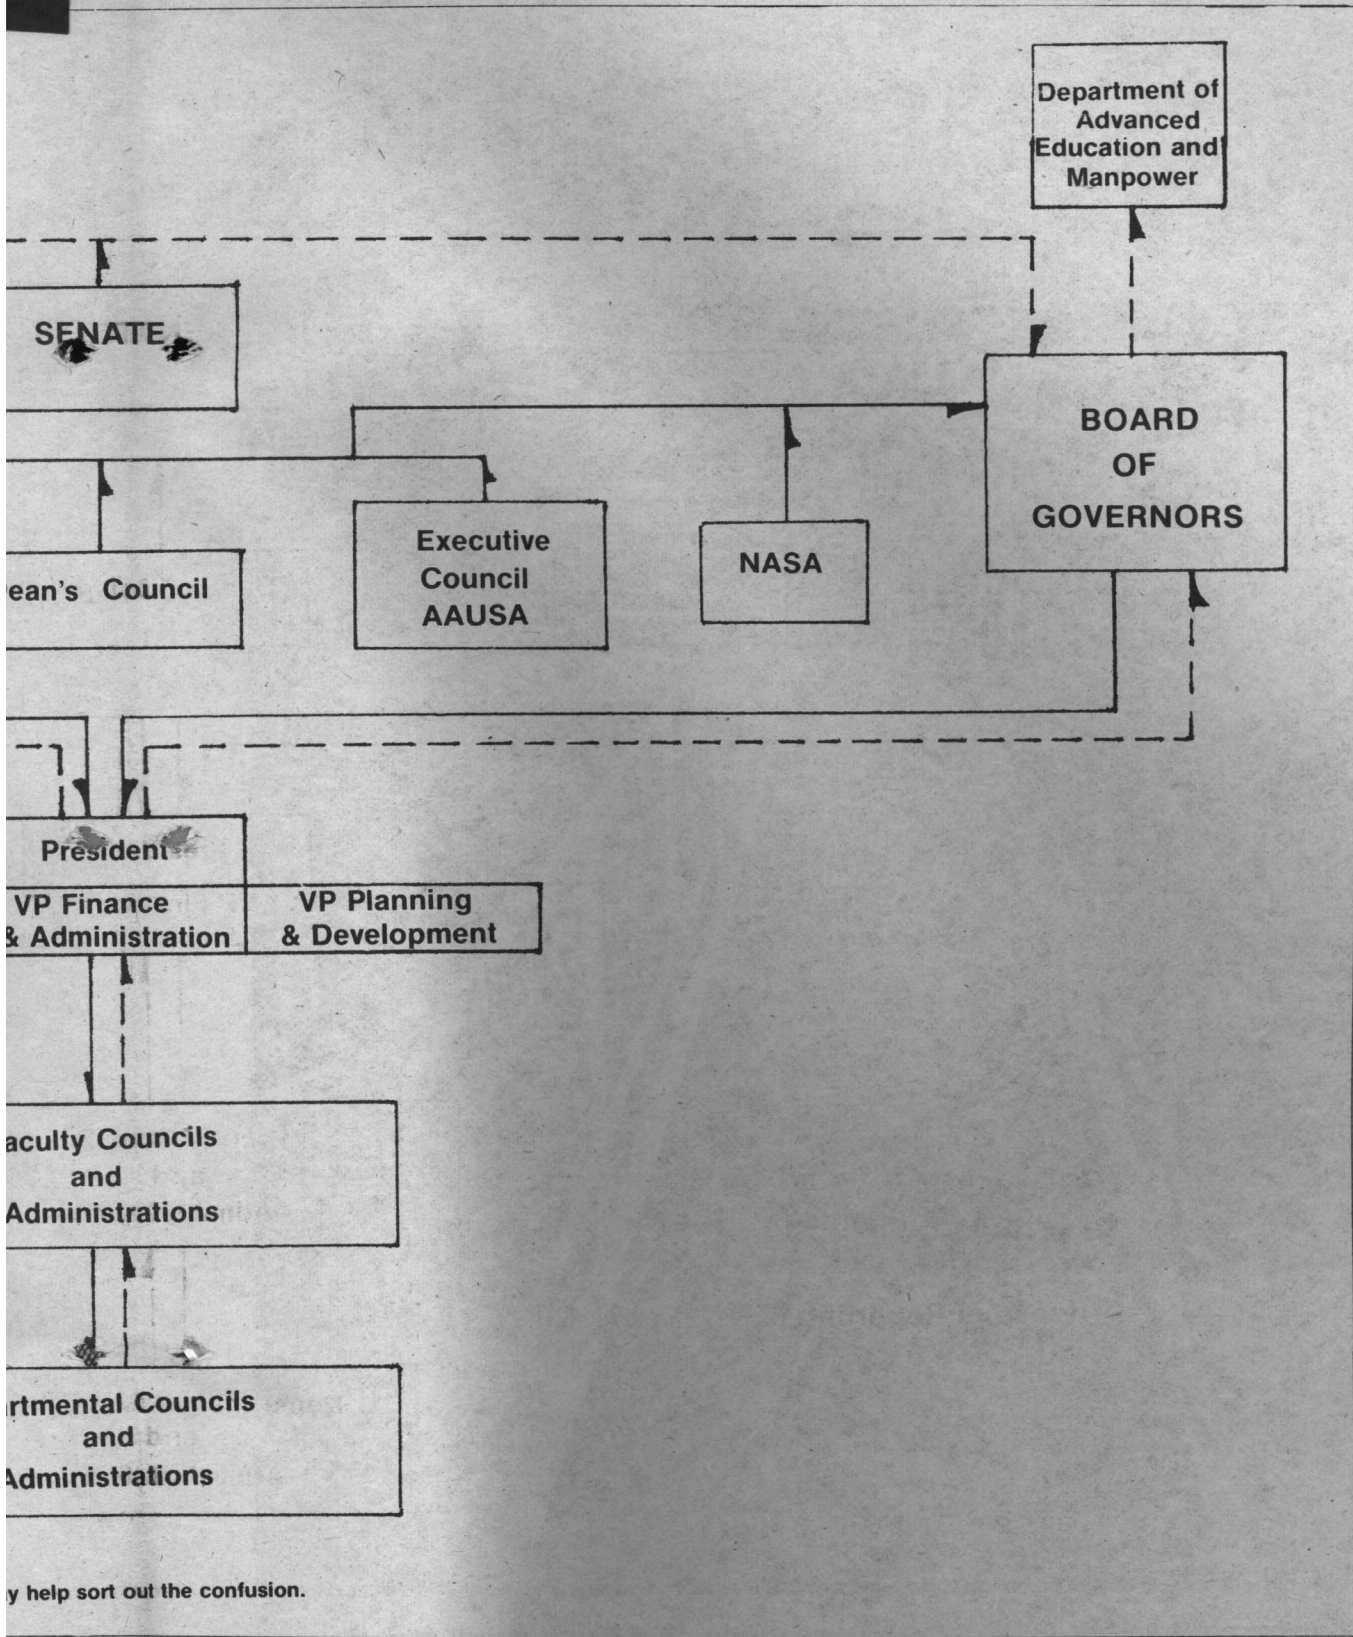 Department of
Advanced
Education and
Manpower
SENATE
BOARD
OF
GOVERNORS
Executive
Council
AAUSA
NASA
ean's Council
President
VP Finance
& Administration
VP Planning
& Development
aculty Councils
and
Administrations
rtmental Councils
and
Administrations
y help sort out the confusion.